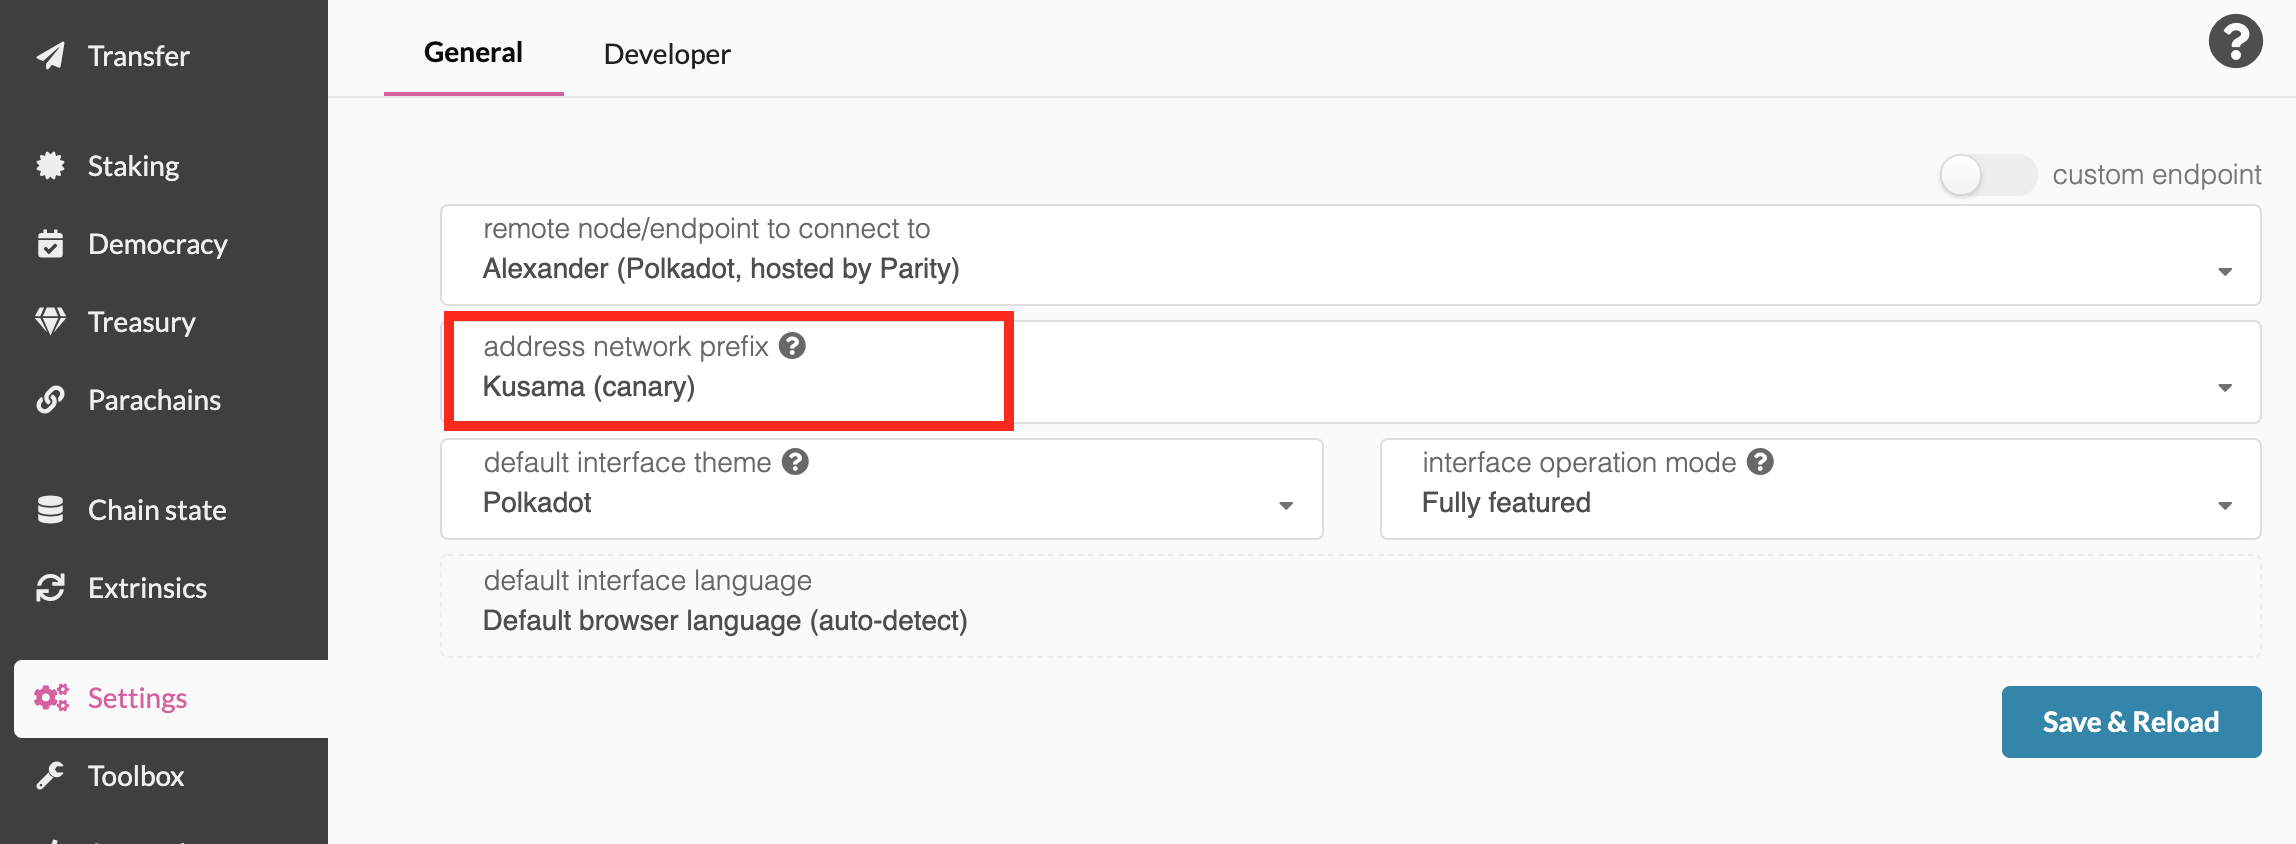 Transfer
Staking
Democracy
Treasury
Parachains
Chain state
Extrinsics
Settings
Toolbox
General
Developer
custom endpoint
remote node/endpoint to connect to
Alexander (Polkadot, hosted by Parity)
address network prefix
Kusama (canary)
default interface theme
Polkadot
interface operation mode
Fully featured
default interface language
Default browser language (auto-detect)
Save & Reload